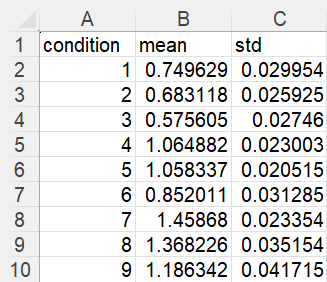 A B C
1 condition mean std
2 1 0.749629 0.029954
3 2 0.683118 0.025925
4 3 0.575605 0.02746
5 4 1.064882 0.023003
6 5 1.058337 0.020515
7 6 0.852011 0.031285
8 7 1.45868 0.023354
9 8 1.368226 0.035154
10 9 1.186342 0.041715